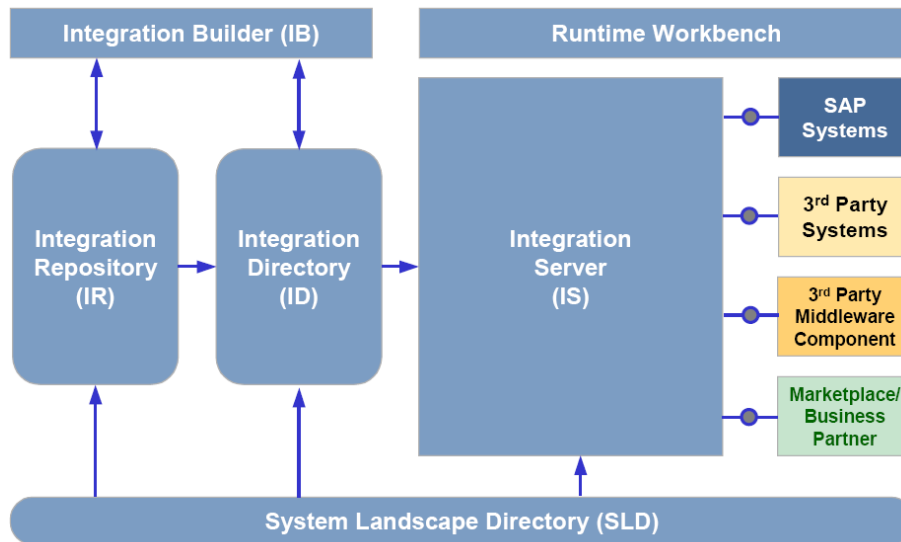 Integration Builder (IB)
Runtime Workbench
Integration
Repository
(IR)
Integration
Directory
(ID)
Integration
Server
(IS)
SAP
Systems
3rd Party
Systems
3rd Party
Middleware
Component
Marketplace/
Business
Partner
System Landscape Directory (SLD)